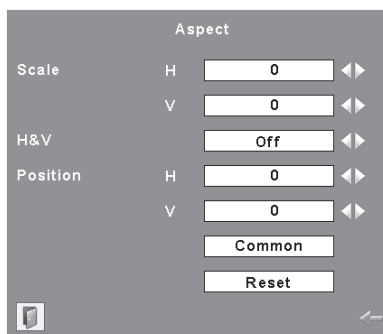 Aspect
Scale H 0
V 0
H&V Off
Position H 0
V 0
Common
Reset